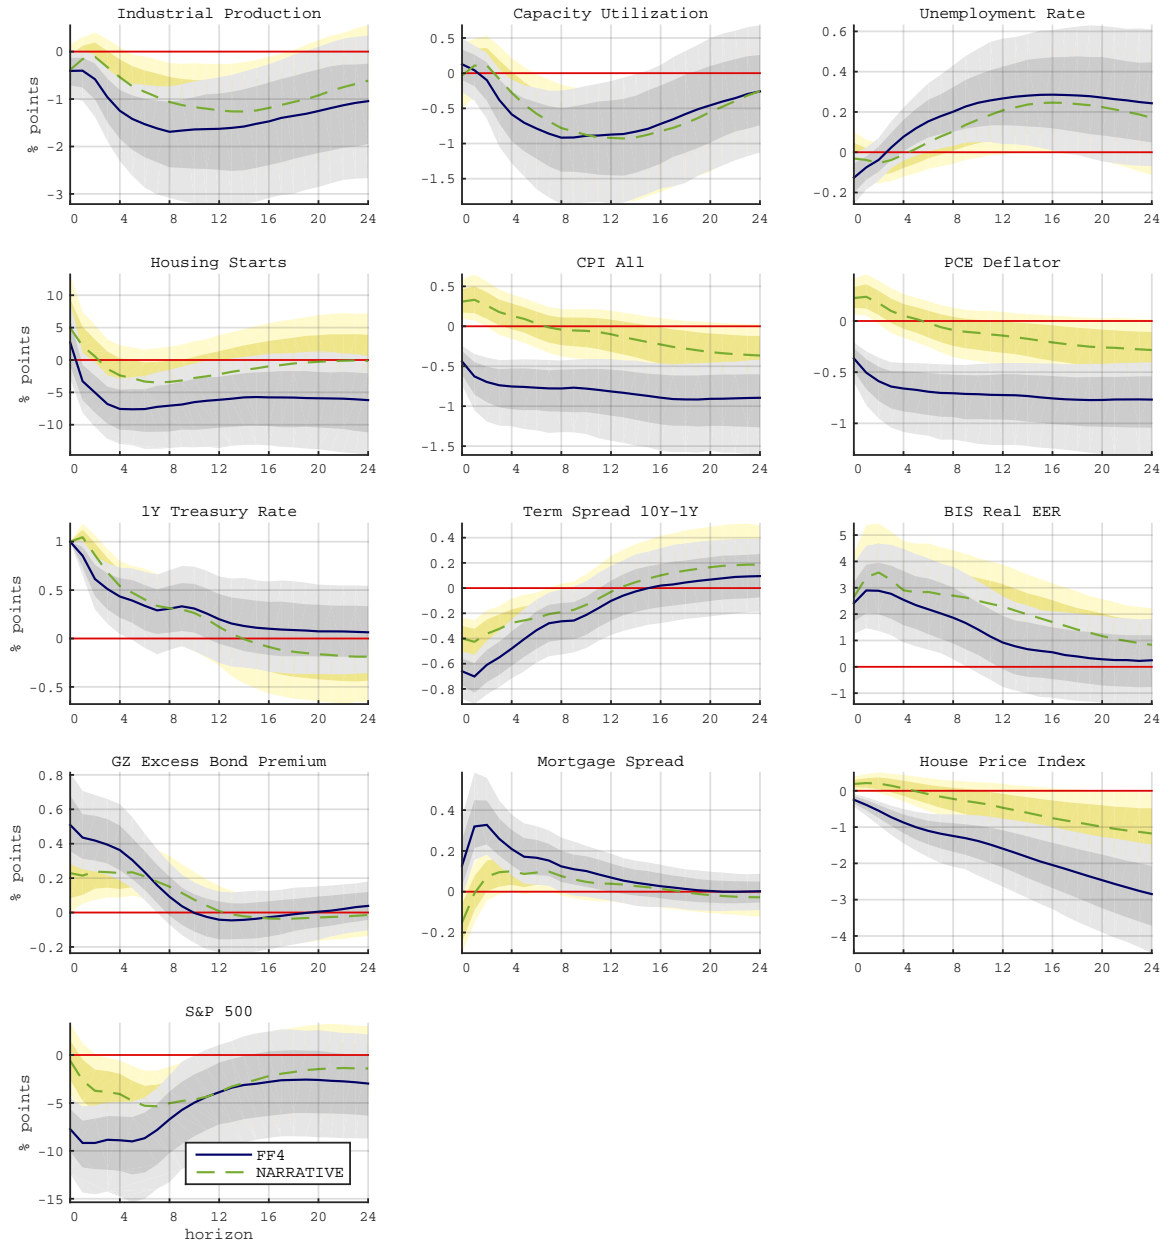 Industrial Production
Capacity Utilization
Unemployment Rate
% points
0
-1
-2
-3
0 4 8 12 16 20 24
0.5
0
-0.5
-1
-1.5
0 4 8 12 16 20 24
0.6
0.4
0.2
0
-0.2
0 4 8 12 16 20 24
Housing Starts
CPI All
PCE Deflator
% points
10
5
0
-5
-10
0 4 8 12 16 20 24
0.5
0
-0.5
-1
-1.5
0 4 8 12 16 20 24
0
-0.5
-1
0 4 8 12 16 20 24
1Y Treasury Rate
Term Spread 10Y-1Y
BIS Real EER
% points
1
0.5
0
-0.5
0 4 8 12 16 20 24
0.4
0.2
0
-0.2
-0.4
-0.6
-0.8
0 4 8 12 16 20 24
5
4
3
2
1
0
-1
0 4 8 12 16 20 24
GZ Excess Bond Premium
Mortgage Spread
House Price Index
% points
0.8
0.6
0.4
0.2
0
-0.2
0 4 8 12 16 20 24
0.4
0.2
0
-0.2
0 4 8 12 16 20 24
0
-1
-2
-3
-4
0 4 8 12 16 20 24
S&P 500
% points
0
-5
-10
-15
FF4
NARRATIVE
0 4 8 12 16 20 24
horizon